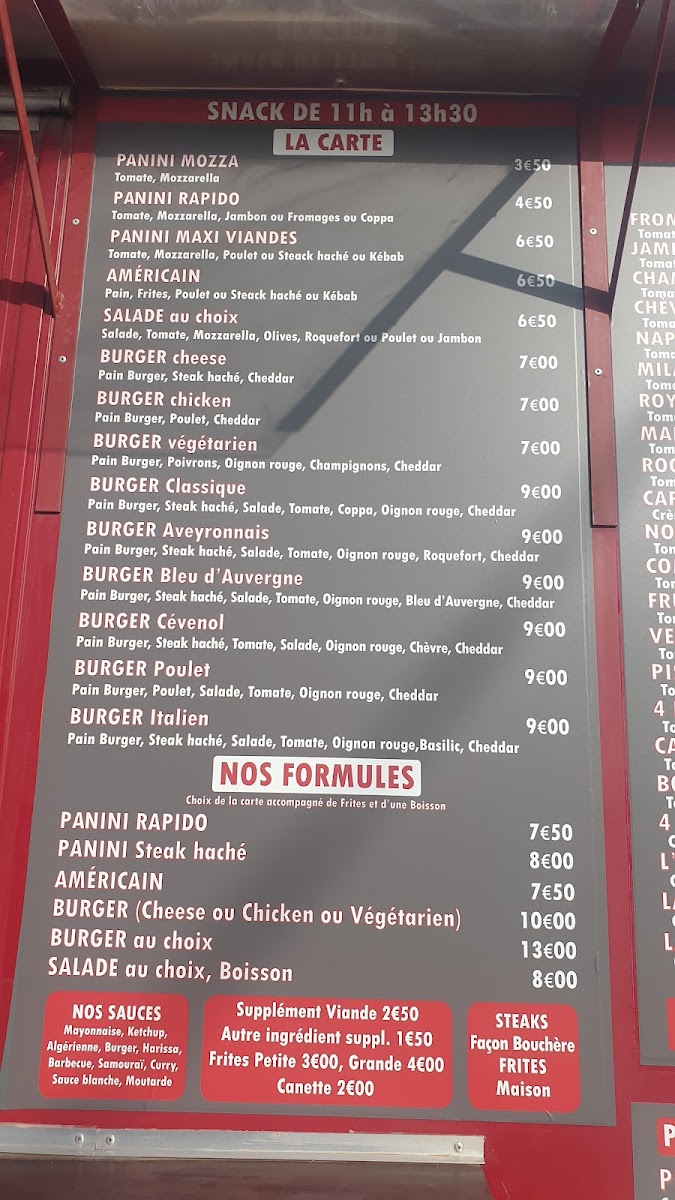 SNACK DE 11h à 13h30
LA CARTE
PANINI MOZZA 3€50
Tomate, Mozzarella
PANINI RAPIDO 4€50
Tomate, Mozzarella, Jambon ou Fromages ou Coppa
PANINI MAXI VIANDES 6€50
Tomate, Mozzarella, Poulet ou Steack haché ou Kébab
AMÉRICAIN 6€50
Pain, Frites, Poulet ou Steack haché ou Kébab
SALADE au choix 6€50
Salade, Tomate, Mozzarella, Olives, Roquefort ou Poulet ou Jambon
BURGER cheese 7€00
Pain Burger, Steak haché, Cheddar
BURGER chicken 7€00
Pain Burger, Poulet, Cheddar
BURGER végétarien 7€00
Pain Burger, Poivrons, Oignon rouge, Champignons, Cheddar
BURGER Classique 9€00
Pain Burger, Steak haché, Salade, Tomate, Coppa, Oignon rouge, Cheddar
BURGER Aveyronnais 9€00
Pain Burger, Steak haché, Salade, Tomate, Oignon rouge, Roquefort, Cheddar
BURGER Bleu d'Auvergne 9€00
Pain Burger, Steak haché, Salade, Tomate, Oignon rouge, Bleu d'Auvergne, Cheddar
BURGER Cévenol 9€00
Pain Burger, Steak haché, Tomate, Salade, Oignon rouge, Chèvre, Cheddar
BURGER Poulet 9€00
Pain Burger, Poulet, Salade, Tomate, Oignon rouge, Cheddar
BURGER Italien 9€00
Pain Burger, Steak haché, Salade, Tomate, Oignon rouge,Basilic, Cheddar
NOS FORMULES
Choix de la carte accompagné de Frites et d'une Boisson
PANINI RAPIDO 7€50
PANINI Steak haché 8€00
AMÉRICAIN 7€50
BURGER (Cheese ou Chicken ou Végétarien) 10€00
BURGER au choix 13€00
SALADE au choix, Boisson 8€00
NOS SAUCES
Mayonnaise, Ketchup,
Algérienne, Burger, Harissa,
Barbecue, Samouraï, Curry,
Sauce blanche, Moutarde
Supplément Viande 2€50
Autre ingrédient suppl. 1€50
Frites Petite 3€00, Grande 4€00
Canette 2€00
STEAKS
Façon Bouchère
FRITES
Maison